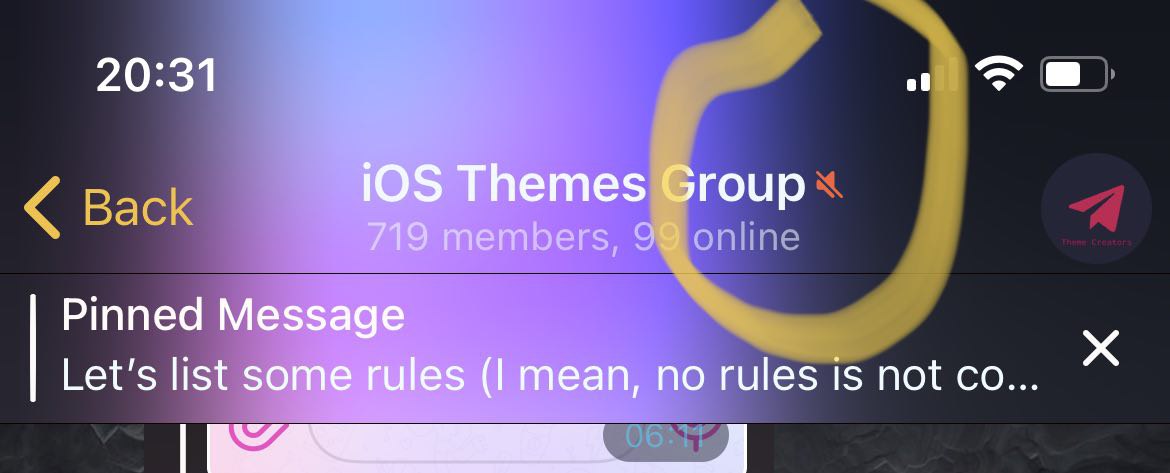 20:31
Back
iOS Themes Group
719 members, 99 online
Theme Creators
Pinned Message
Let’s list some rules (I mean, no rules is not co...
06:11